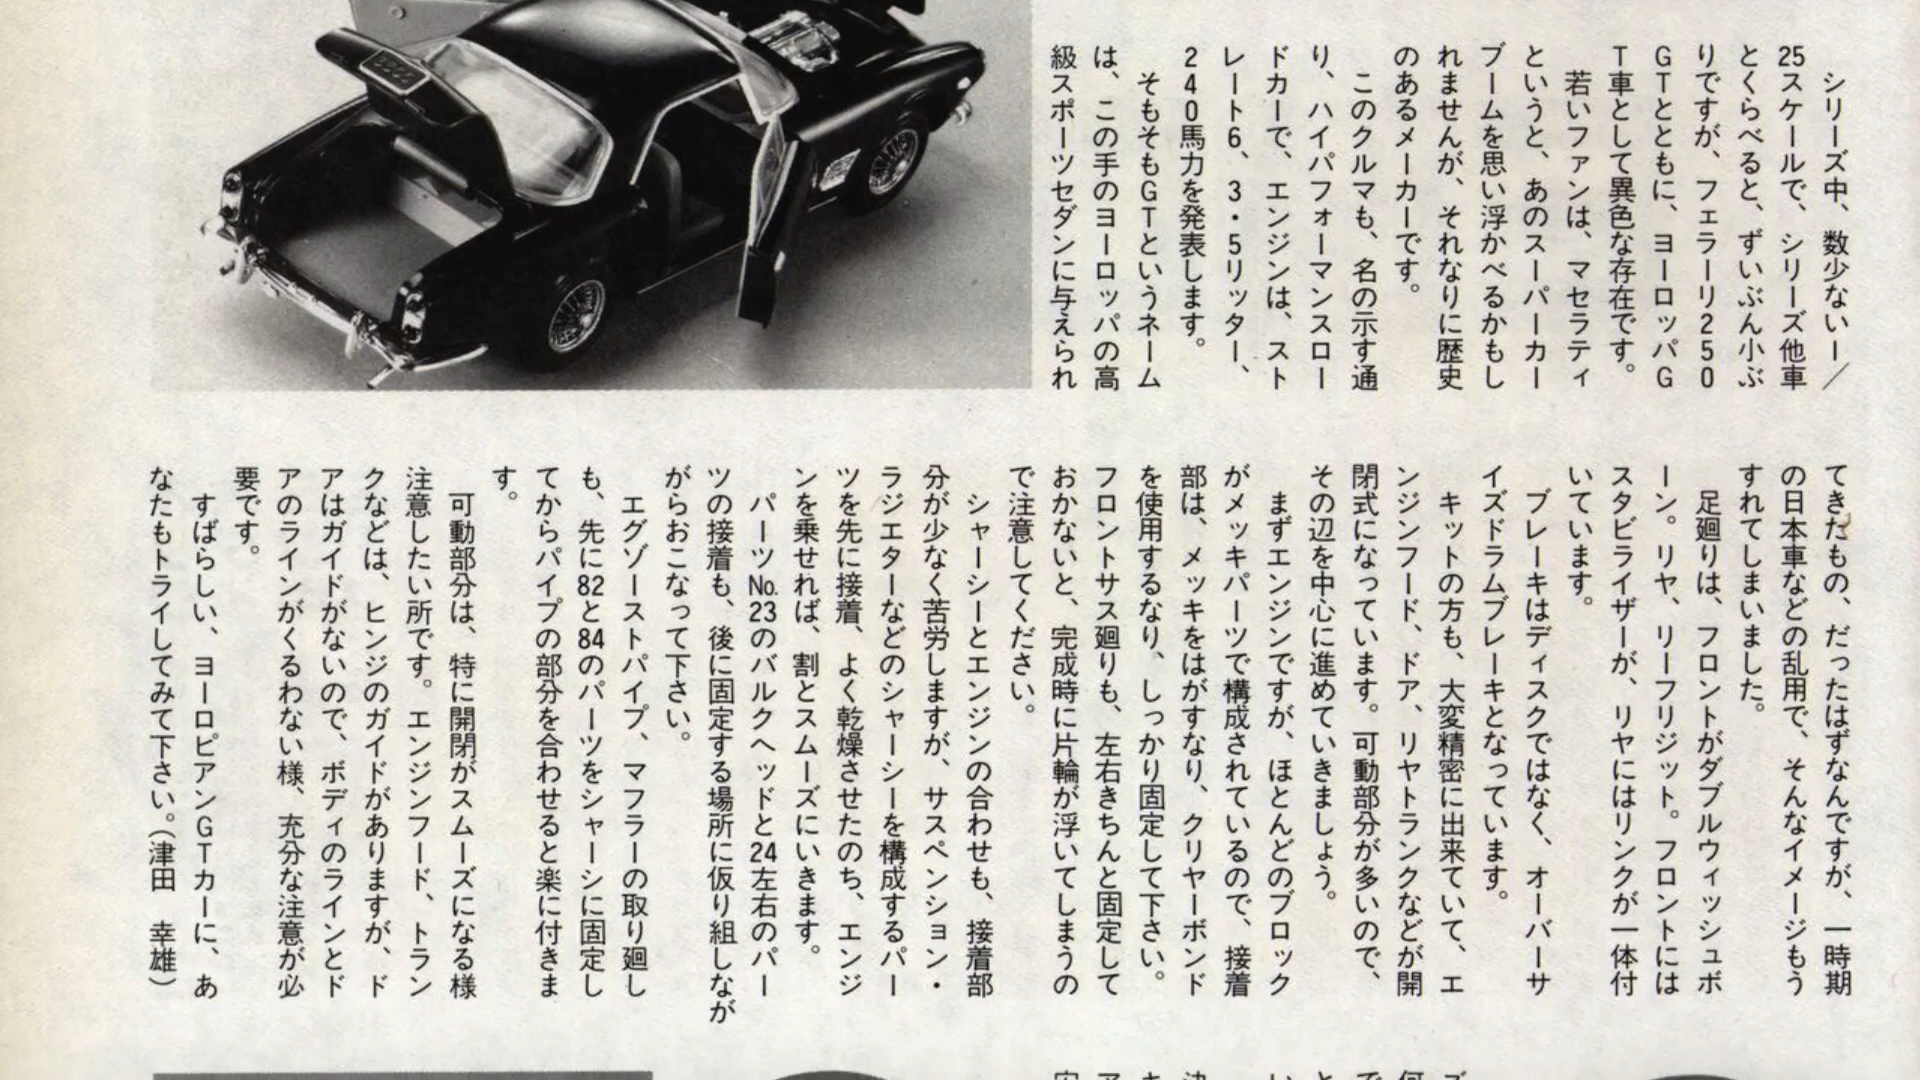 シリーズ中、数少ない1／
25スケールで、シリーズ他車
とくらべると、ずいぶん小ぶ
りですが、フェラーリ250
GTとともに、ヨーロッパG
T車として異色な存在です。
若いファンは、マセラティ
というと、あのスーパーカー
ブームを思い浮かべるかもし
れませんが、それなりに歴史
のあるメーカーです。
このクルマも、名の示す通
り、ハイパフォーマンスロー
ドカーで、エンジンは、スト
レート6、3・5リッター、
240馬力を発表します。
そもそもGTというネーム
は、この手のヨーロッパの高
級スポーツセダンに与えられ
てきたもの、だったはずなんですが、一時期
の日本車などの乱用で、そんなイメージもう
すれてしまいました。
足廻りは、フロントがダブルウィッシュボ
ーン。リヤ、リーフリジット。フロントには
スタビライザーが、リヤにはリンクが一体付
いています。
ブレーキはディスクではなく、オーバーサ
イズドラムブレーキとなっています。
キットの方も、大変精密に出来ていて、エ
ンジンフード、ドア、リヤトランクなどが開
閉式になっています。可動部分が多いので、
その辺を中心に進めていきましょう。
まずエンジンですが、ほとんどのブロック
がメッキパーツで構成されているので、接着
部は、メッキをはがすなり、クリヤーボンド
を使用するなり、しっかり固定して下さい。
フロントサス廻りも、左右きちんと固定して
おかないと、完成時に片輪が浮いてしまうの
で注意してください。
シャーシーとエンジンの合わせも、接着部
分が少なく苦労しますが、サスペンション・
ラジエターなどのシャーシーを構成するパー
ツを先に接着、よく乾燥させたのち、エンジ
ンを乗せれば、割とスムーズにいきます。
パーツNo.23のバルクヘッドと24左右のパー
ツの接着も、後に固定する場所に仮り組しなが
がらおこなって下さい。
エグゾーストパイプ、マフラーの取り廻し
も、先に82と84のパーツをシャーシに固定し
てからパイプの部分を合わせると楽に付きま
す。
可動部分は、特に開閉がスムーズになる様
注意したい所です。エンジンフード、トラン
クなどは、ヒンジのガイドがありますが、ド
アはガイドがないので、ボディのラインとド
アのラインがくるわない様、充分な注意が必
要です。
すばらしい、ヨーロピアンGTカーに、あ
なたもトライしてみて下さい。（津田　幸雄）